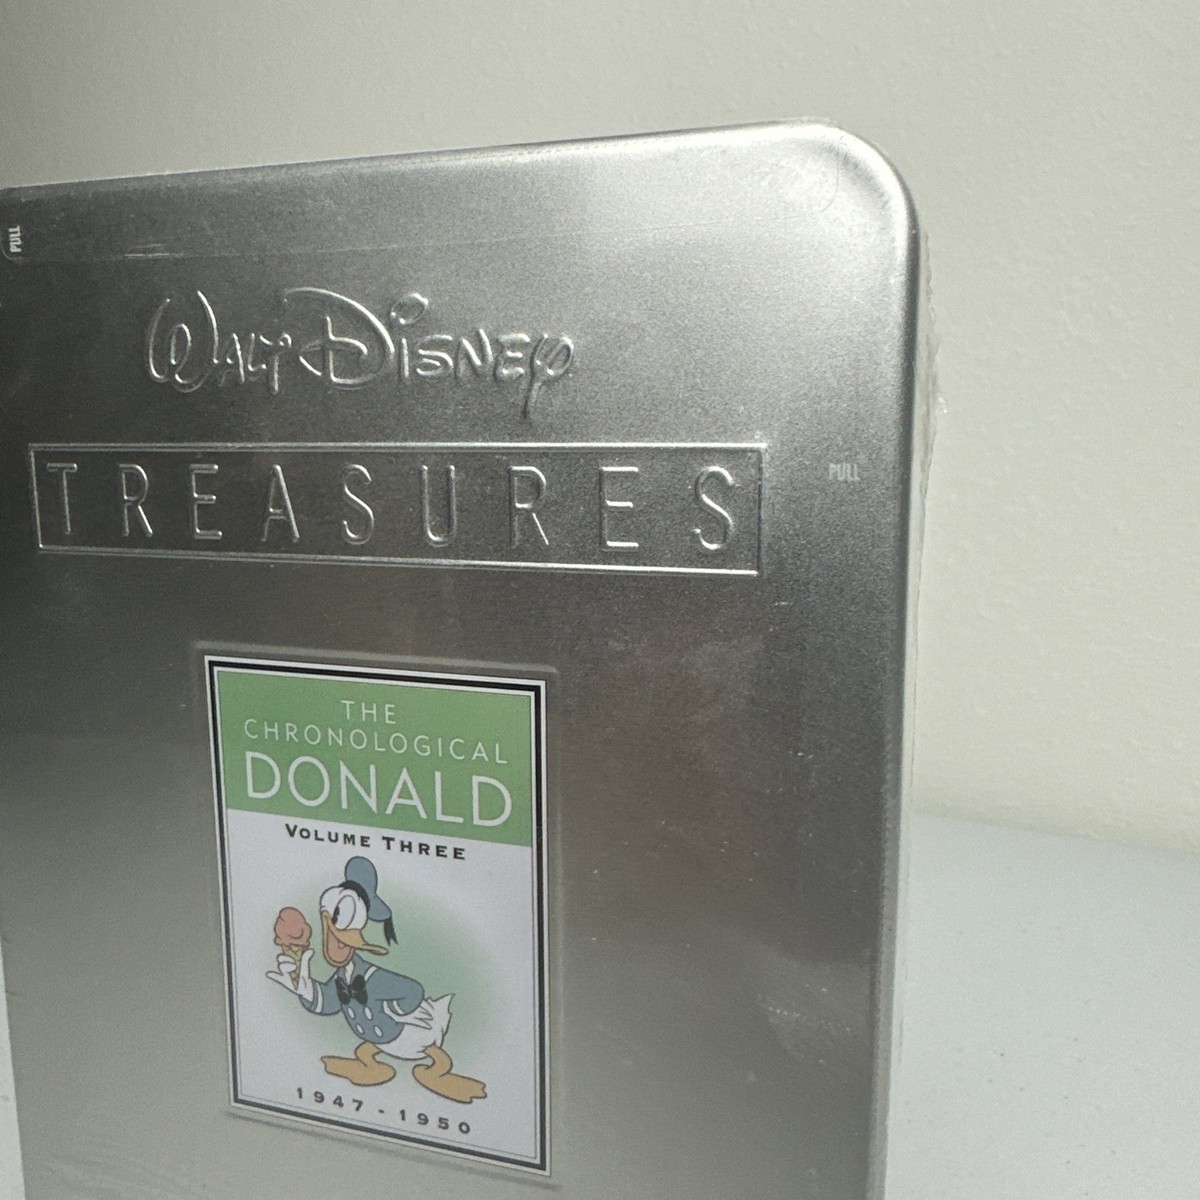 PULL
Walt Disney
TREASURES
PULL
THE
CHRONOLOGICAL
DONALD
VOLUME THREE
1947 - 1950